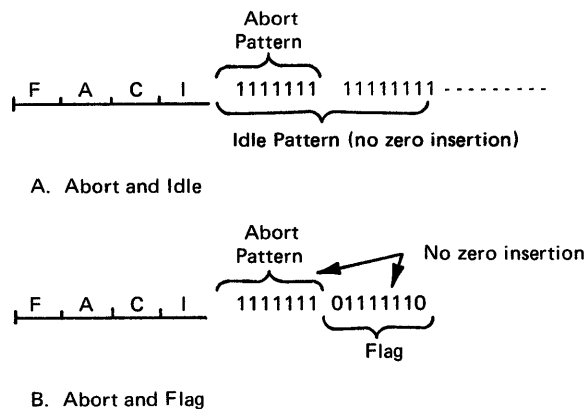 Abort
Pattern
F A C I 1111111 11111111 - - - - - - - - -
Idle Pattern (no zero insertion)
A. Abort and Idle
Abort
Pattern
No zero insertion
F A C I 1111111 01111110
Flag
B. Abort and Flag